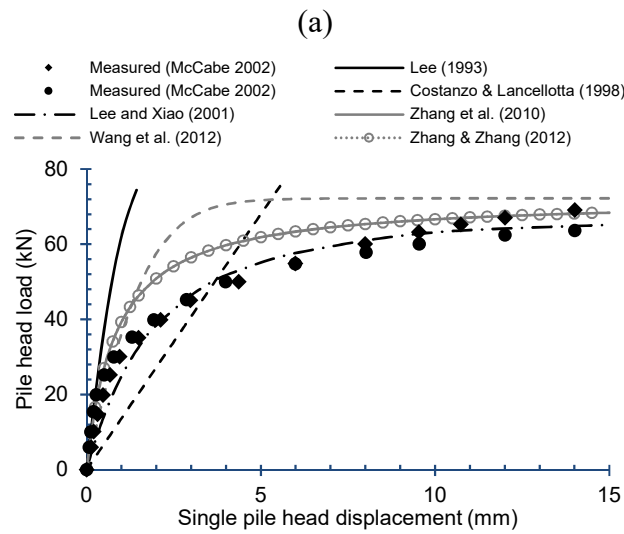 (a)
Measured (McCabe 2002)
Lee (1993)
Measured (McCabe 2002)
Costanzo & Lancellotta (1998)
Lee and Xiao (2001)
Zhang et al. (2010)
Wang et al. (2012)
Zhang & Zhang (2012)
80
60
40
20
0
Pile head load (kN)
0 5 10 15
Single pile head displacement (mm)